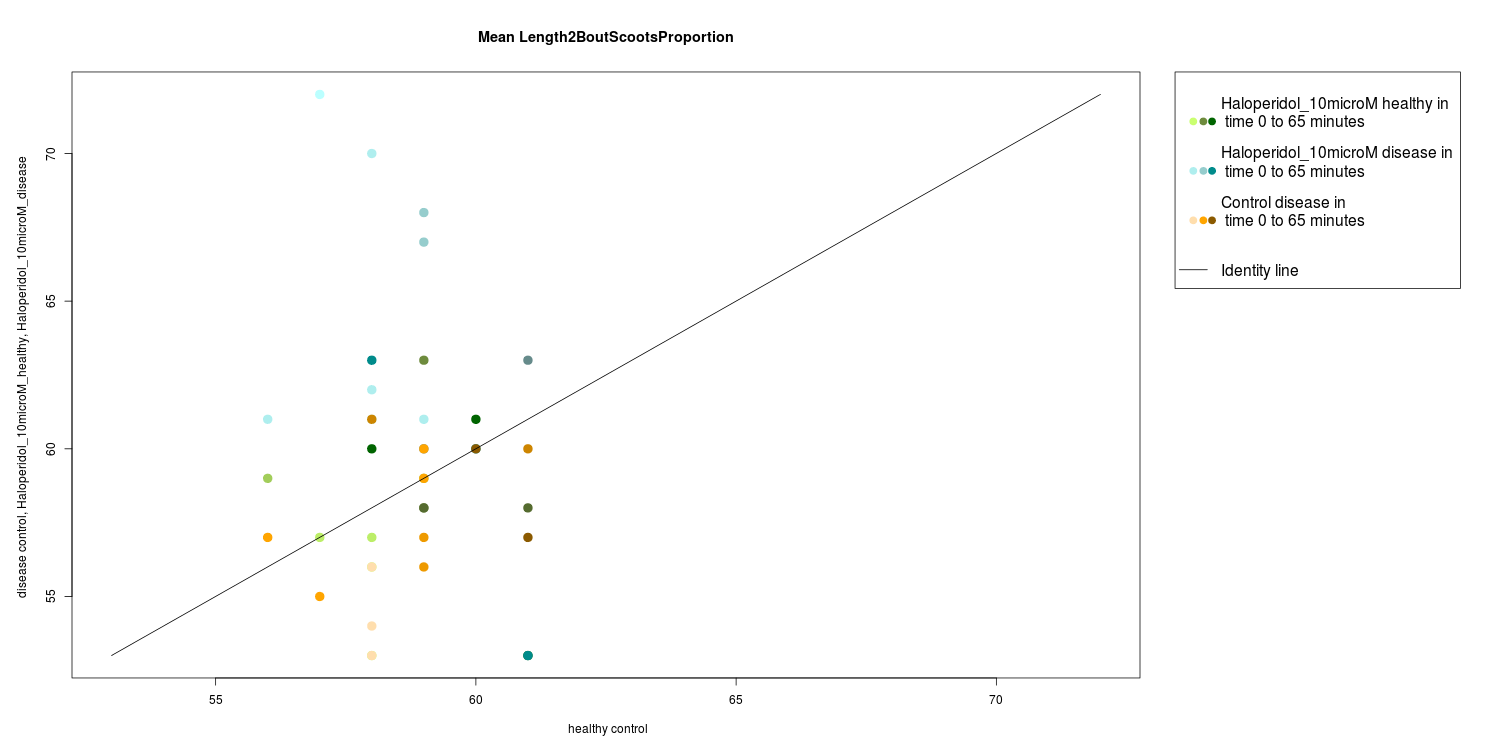 Mean Length2BoutScootsProportion
disease control, Haloperidol_10microM_healthy, Haloperidol_10microM_disease
70
65
60
55
55
60
65
70
healthy control
Haloperidol_10microM healthy in
time 0 to 65 minutes
Haloperidol_10microM disease in
time 0 to 65 minutes
Control disease in
time 0 to 65 minutes
Identity line